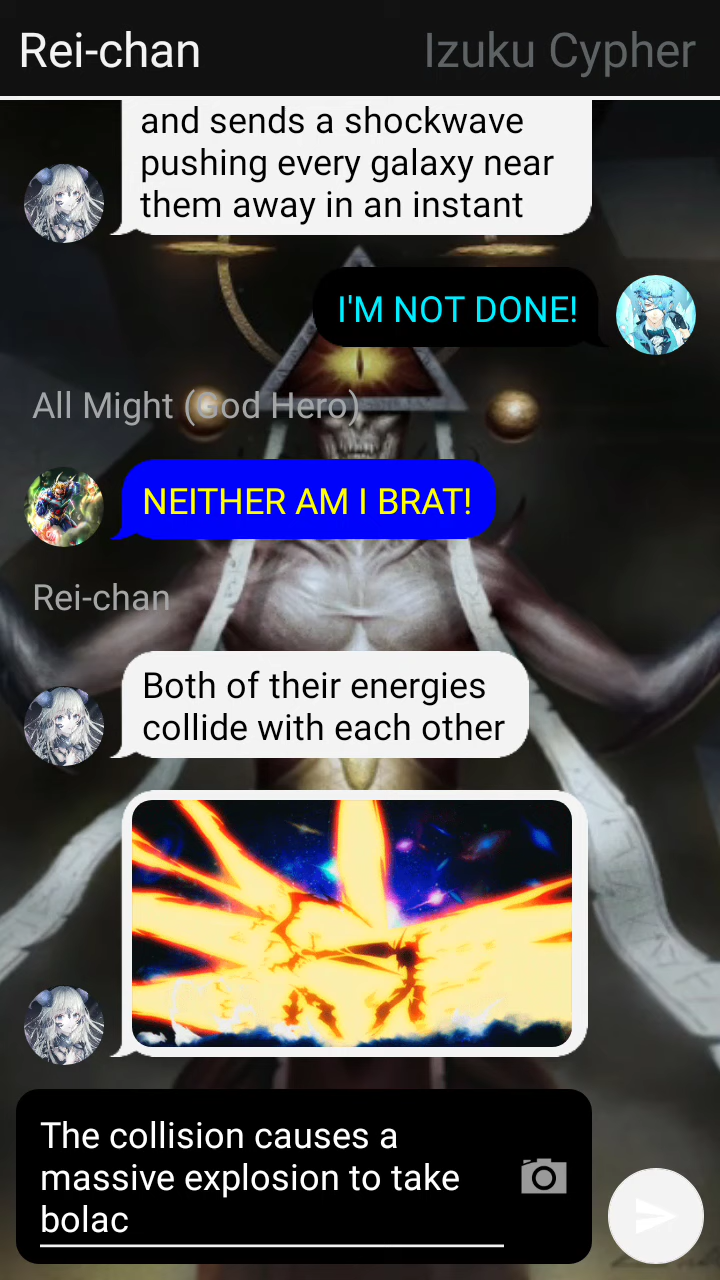 Rei-chan Izuku Cypher
and sends a shockwave
pushing every galaxy near
them away in an instant
I'M NOT DONE!
All Might (God Hero)
NEITHER AM I BRAT!
Rei-chan
Both of their energies
collide with each other
The collision causes a
massive explosion to take
bolac